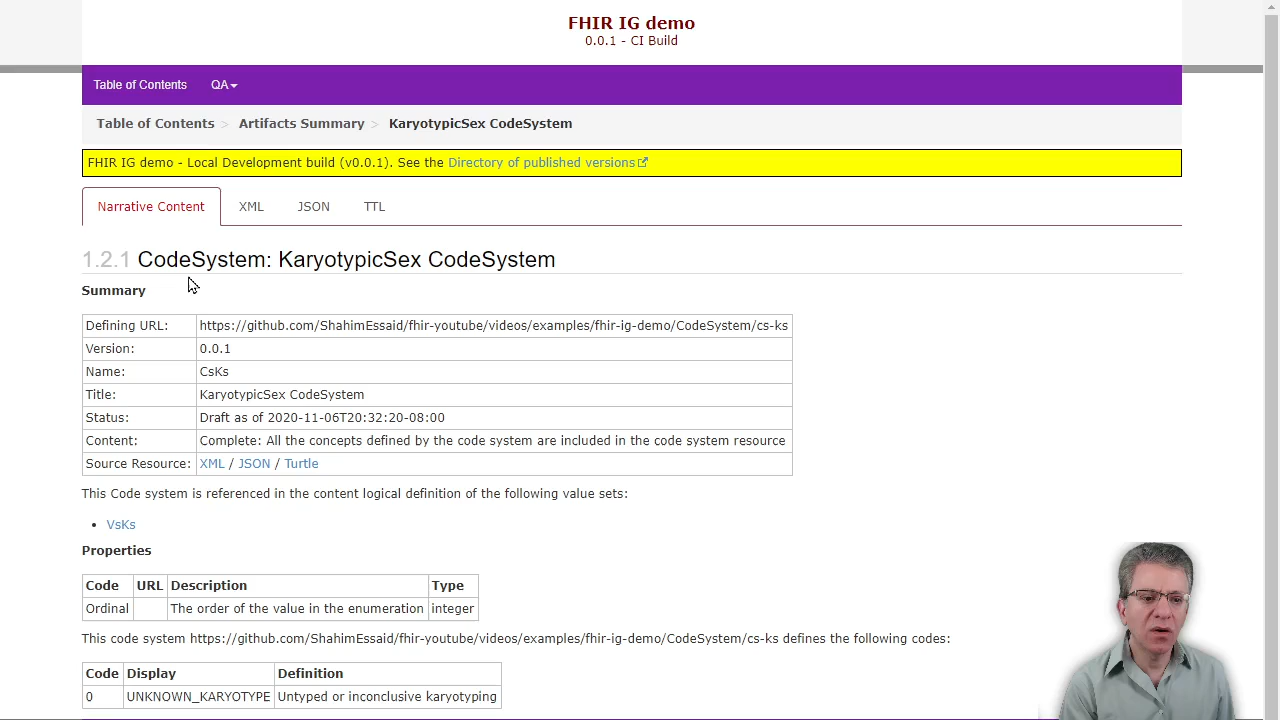 FHIR IG demo
0.0.1 - CI Build
Table of Contents QA
Table of Contents > Artifacts Summary > KaryotypicSex CodeSystem
FHIR IG demo - Local Development build (v0.0.1). See the Directory of published versions
Narrative Content XML JSON TTL
1.2.1 CodeSystem: KaryotypicSex CodeSystem
Summary
Defining URL: https://github.com/ShahimEssaid/fhir-youtube/videos/examples/fhir-ig-demo/CodeSystem/cs-ks
Version: 0.0.1
Name: CsKs
Title: KaryotypicSex CodeSystem
Status: Draft as of 2020-11-06T20:32:20-08:00
Content: Complete: All the concepts defined by the code system are included in the code system resource
Source Resource: XML / JSON / Turtle
This Code system is referenced in the content logical definition of the following value sets:
• VsKs
Properties
Code URL Description Type
Ordinal The order of the value in the enumeration integer
This code system https://github.com/ShahimEssaid/fhir-youtube/videos/examples/fhir-ig-demo/CodeSystem/cs-ks defines the following codes:
Code Display Definition
0 UNKNOWN_KARYOTYPE Untyped or inconclusive karyotyping